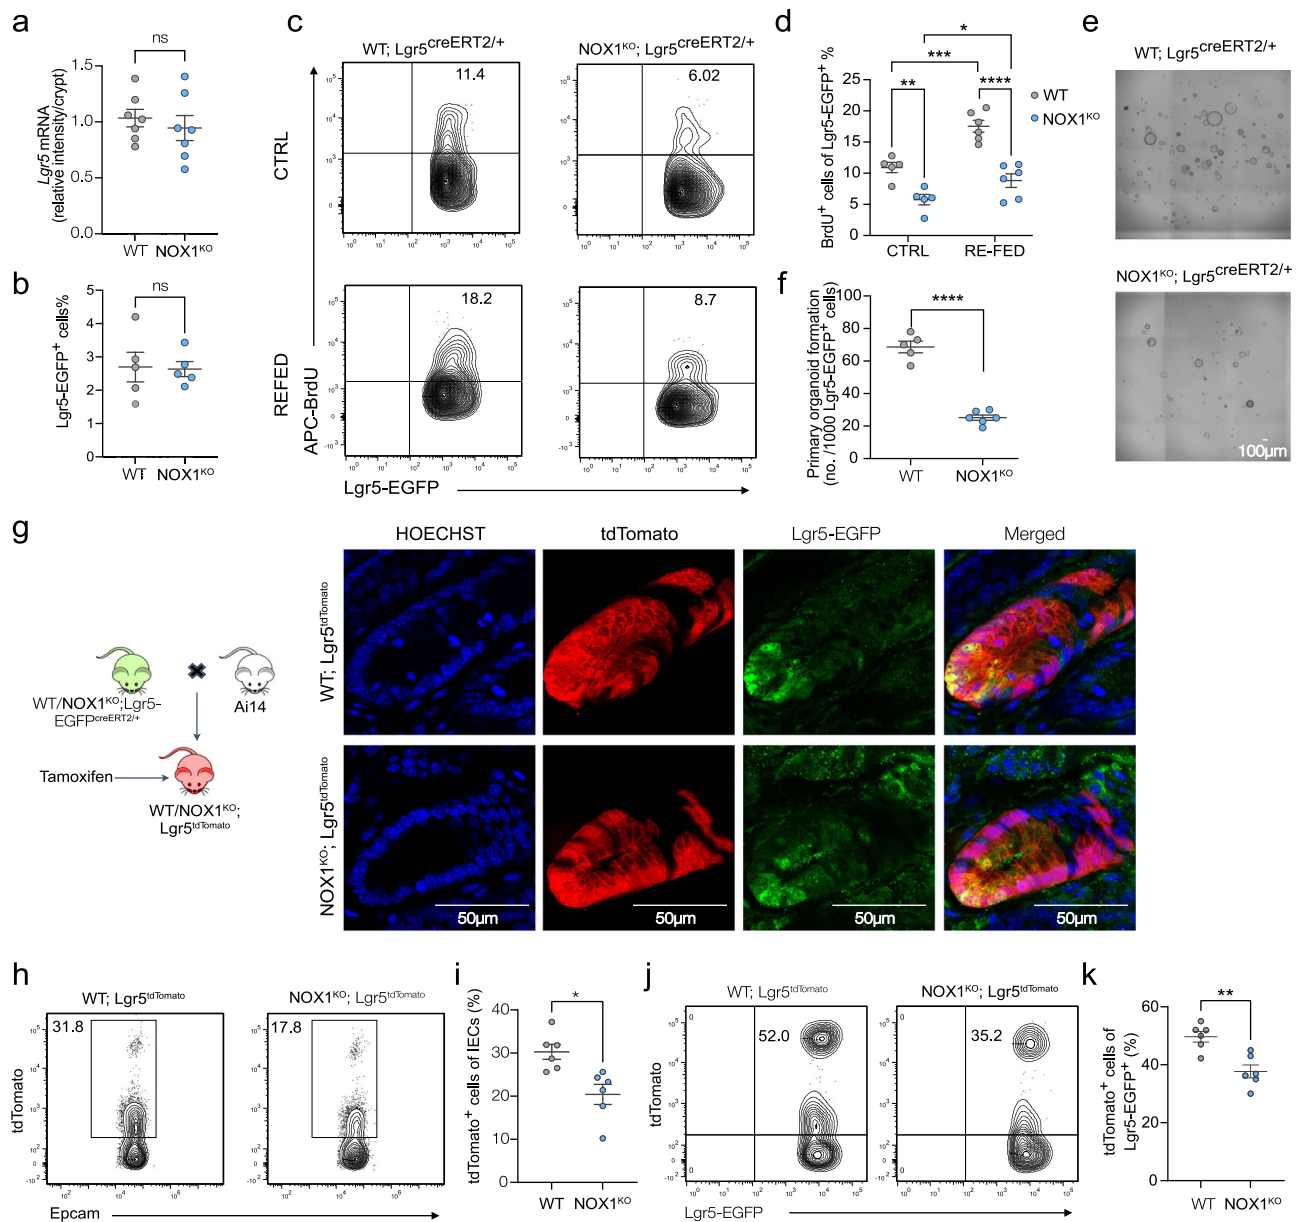 a
ns
Lgr5 mRNA
(relative intensity/crypt)
1.5
1.0
0.5
0.0
WT NOX1KO
b
ns
Lgr5-EGFP+ cells%
5
4
3
2
1
0
WT NOX1KO
c
WT; Lgr5creERT2/+
NOX1KO; Lgr5creERT2/+
CTRL
11.4
6.02
REFED
18.2
8.7
APC-BrdU
Lgr5-EGFP
d
*
***
** ****
BrdU+ cells of Lgr5-EGFP+ %
25
20
15
10
5
0
CTRL RE-FED
WT
NOX1KO
e
WT; Lgr5creERT2/+
NOX1KO; Lgr5creERT2/+
100µm
f
****
Primary organoid formation
(no. /1000 Lgr5-EGFP+ cells)
100
80
60
40
20
0
WT NOX1KO
g
WT/NOX1KO;Lgr5-
EGFPcreERT2/+
Ai14
Tamoxifen
WT/NOX1KO;
Lgr5tdTomato
HOECHST tdTomato Lgr5-EGFP Merged
WT; Lgr5tdTomato
NOX1KO; Lgr5tdTomato
50µm 50µm 50µm 50µm
h
WT; Lgr5tdTomato
NOX1KO; Lgr5tdTomato
31.8
17.8
tdTomato
Epcam
i
*
tdTomato+ cells of IECs (%)
40
30
20
10
0
WT NOX1KO
j
WT; Lgr5tdTomato
NOX1KO; Lgr5tdTomato
52.0
35.2
tdTomato
Lgr5-EGFP
k
**
tdTomato+ cells of
Lgr5-EGFP+ (%)
60
40
20
0
WT NOX1KO